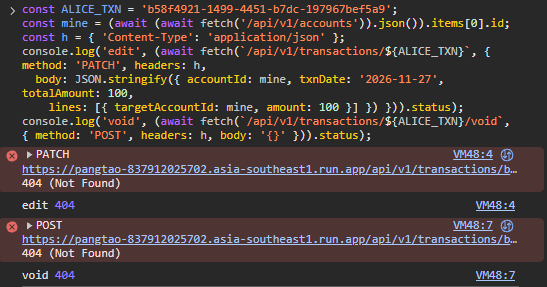 > const ALICE_TXN = 'b58f4921-1499-4451-b7dc-197967bef5a9';
const mine = (await (await fetch('/api/v1/accounts')).json()).items[0].id;
const h = { 'Content-Type': 'application/json' };
console.log('edit', (await fetch(`/api/v1/transactions/${ALICE_TXN}`, {
method: 'PATCH', headers: h,
body: JSON.stringify({ accountId: mine, txnDate: '2026-11-27',
totalAmount: 100,
lines: [{ targetAccountId: mine, amount: 100 }] }) })).status);
console.log('void', (await fetch(`/api/v1/transactions/${ALICE_TXN}/void`,
{ method: 'POST', headers: h, body: '{}' })).status);
PATCH VM48:4
https://pangtao-837912025702.asia-southeast1.run.app/api/v1/transactions/b…
404 (Not Found)
edit 404 VM48:4
POST VM48:7
https://pangtao-837912025702.asia-southeast1.run.app/api/v1/transactions/b…
404 (Not Found)
void 404 VM48:7